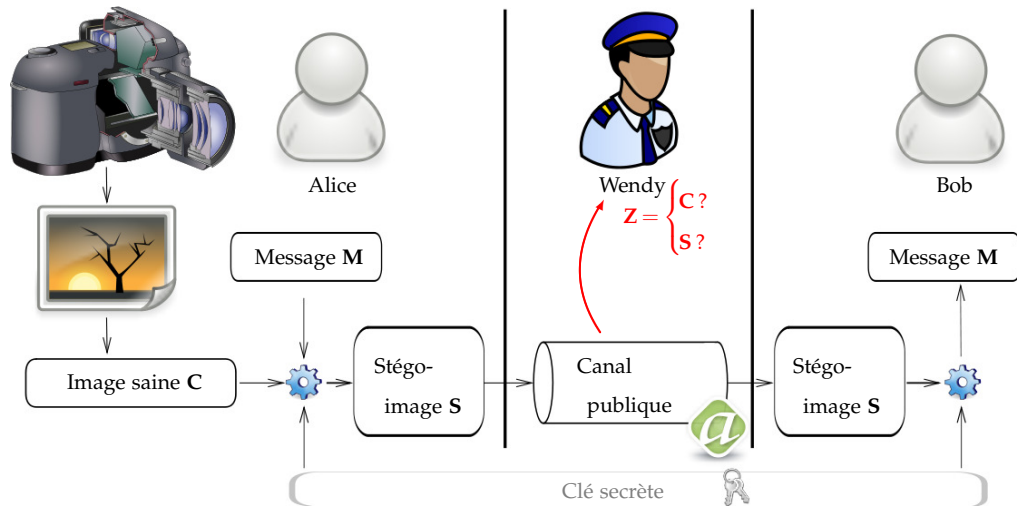 Alice
Wendy
Bob
Z = { C ?
S ?
Message M
Message M
Image saine C
Stégo-
image S
Canal
publique
Stégo-
image S
Clé secrète